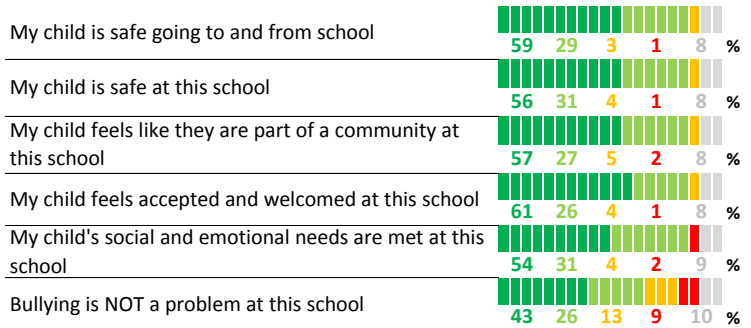 My child is safe going to and from school
59 29 3 1 8 %
My child is safe at this school
56 31 4 1 8 %
My child feels like they are part of a community at
this school
57 27 5 2 8 %
My child feels accepted and welcomed at this school
61 26 4 1 8 %
My child's social and emotional needs are met at this
school
54 31 4 2 9 %
Bullying is NOT a problem at this school
43 26 13 9 10 %